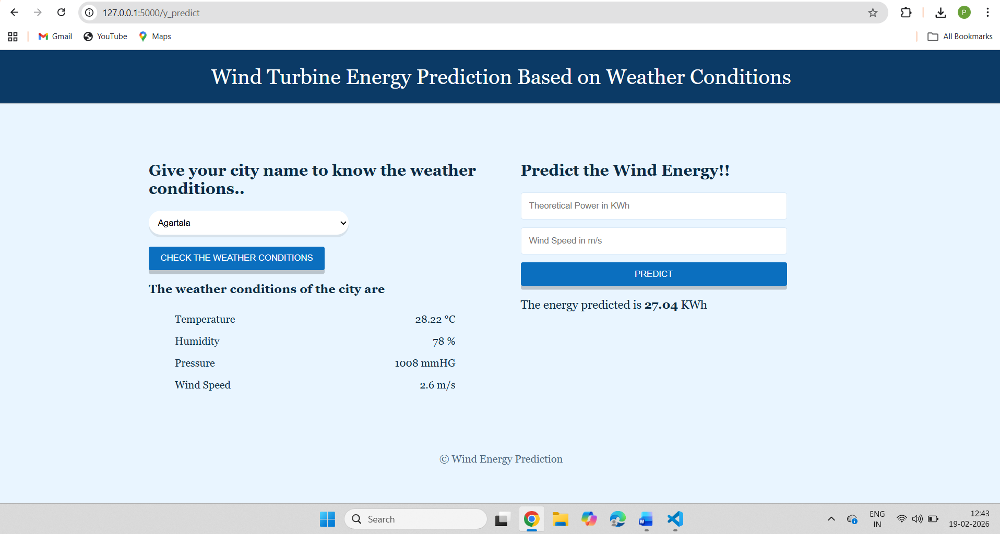 127.0.0.1:5000/y_predict
P
Gmail
YouTube
Maps
All Bookmarks
Wind Turbine Energy Prediction Based on Weather Conditions
Give your city name to know the weather
conditions..
Agartala
CHECK THE WEATHER CONDITIONS
The weather conditions of the city are
Temperature 28.22 °C
Humidity 78 %
Pressure 1008 mmHG
Wind Speed 2.6 m/s
Predict the Wind Energy!!
Theoretical Power in KWh
Wind Speed in m/s
PREDICT
The energy predicted is 27.04 KWh
© Wind Energy Prediction
Search
W
ENG
IN
12:43
19-02-2026